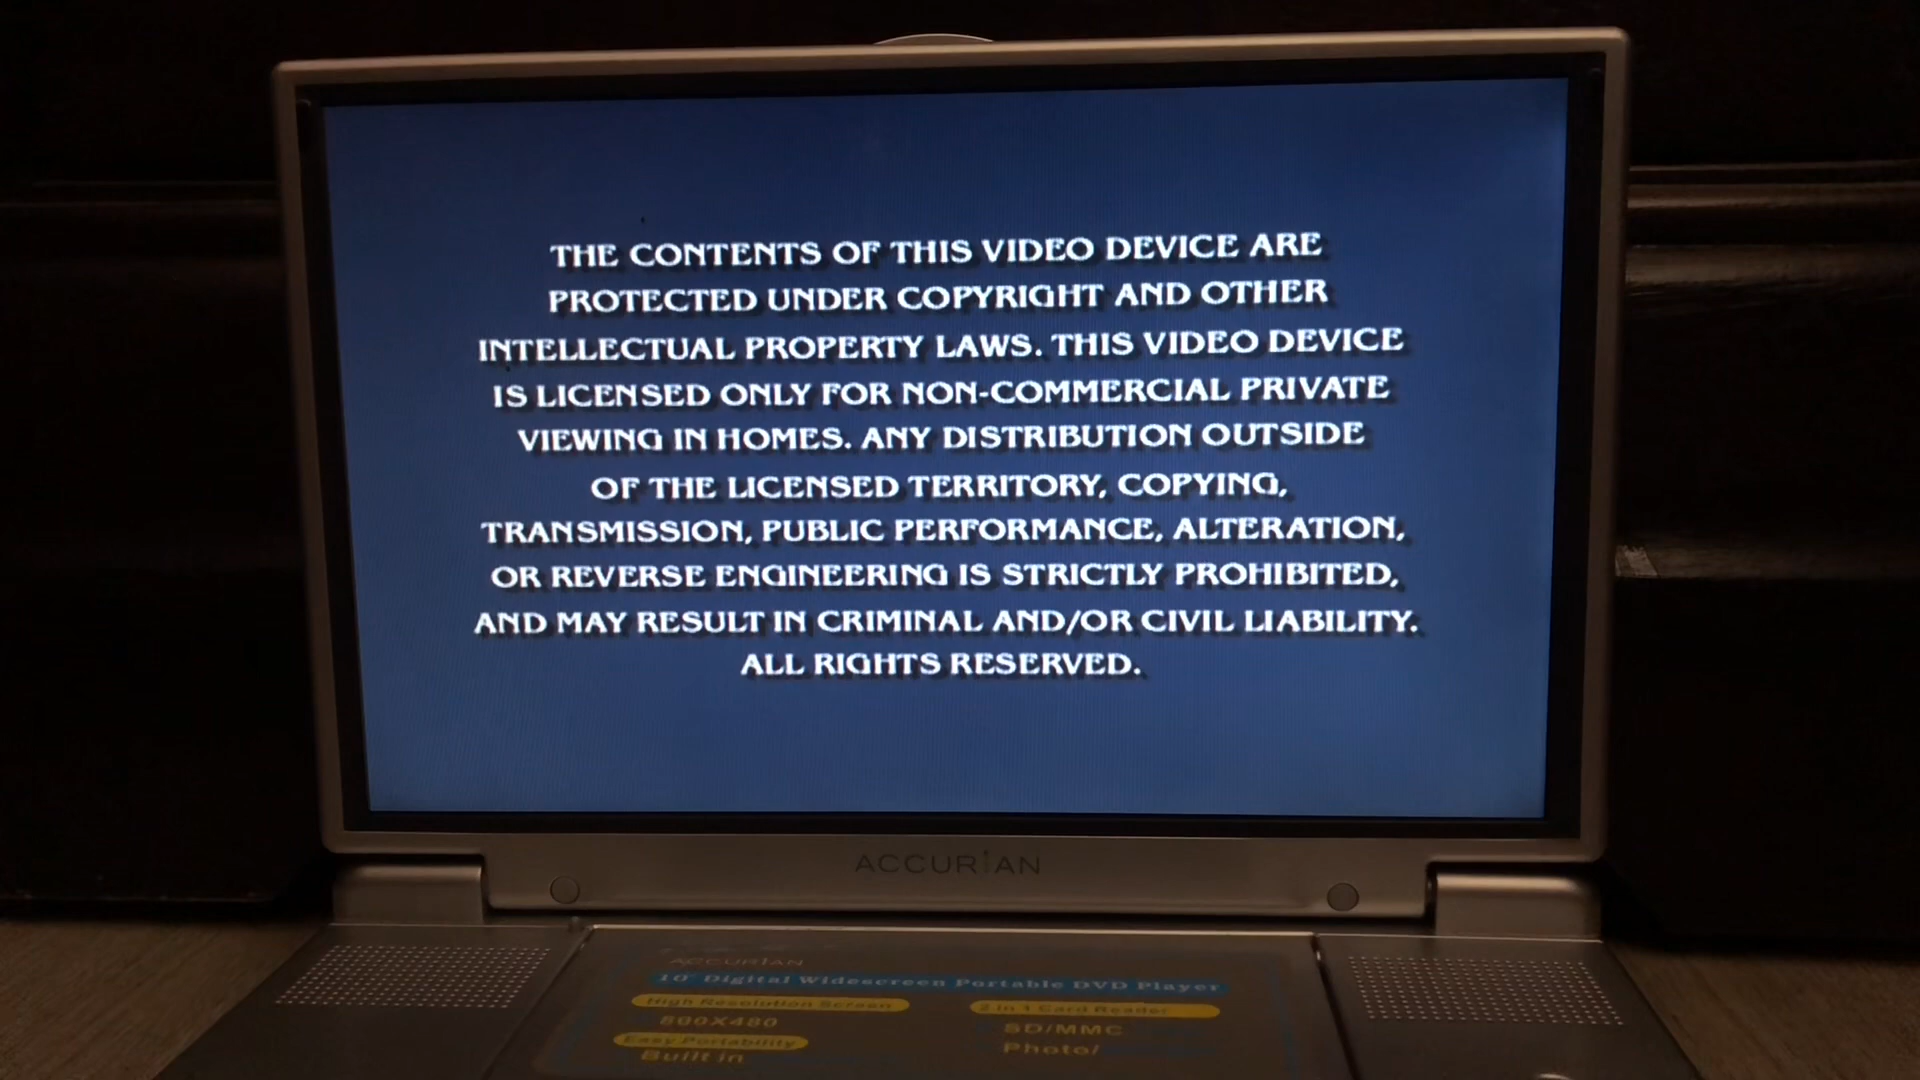 THE CONTENTS OF THIS VIDEO DEVICE ARE
PROTECTED UNDER COPYRIGHT AND OTHER
INTELLECTUAL PROPERTY LAWS. THIS VIDEO DEVICE
IS LICENSED ONLY FOR NON-COMMERCIAL PRIVATE
VIEWING IN HOMES. ANY DISTRIBUTION OUTSIDE
OF THE LICENSED TERRITORY, COPYING,
TRANSMISSION, PUBLIC PERFORMANCE, ALTERATION,
OR REVERSE ENGINEERING IS STRICTLY PROHIBITED,
AND MAY RESULT IN CRIMINAL AND/OR CIVIL LIABILITY.
ALL RIGHTS RESERVED.
ACCURIAN
ACCURIAN
10" Digital Widescreen Portable DVD Player
High Resolution Screen
800X480
Easy Portability
Built in
2 in 1 Card Reader
SD/MMC
Photo/